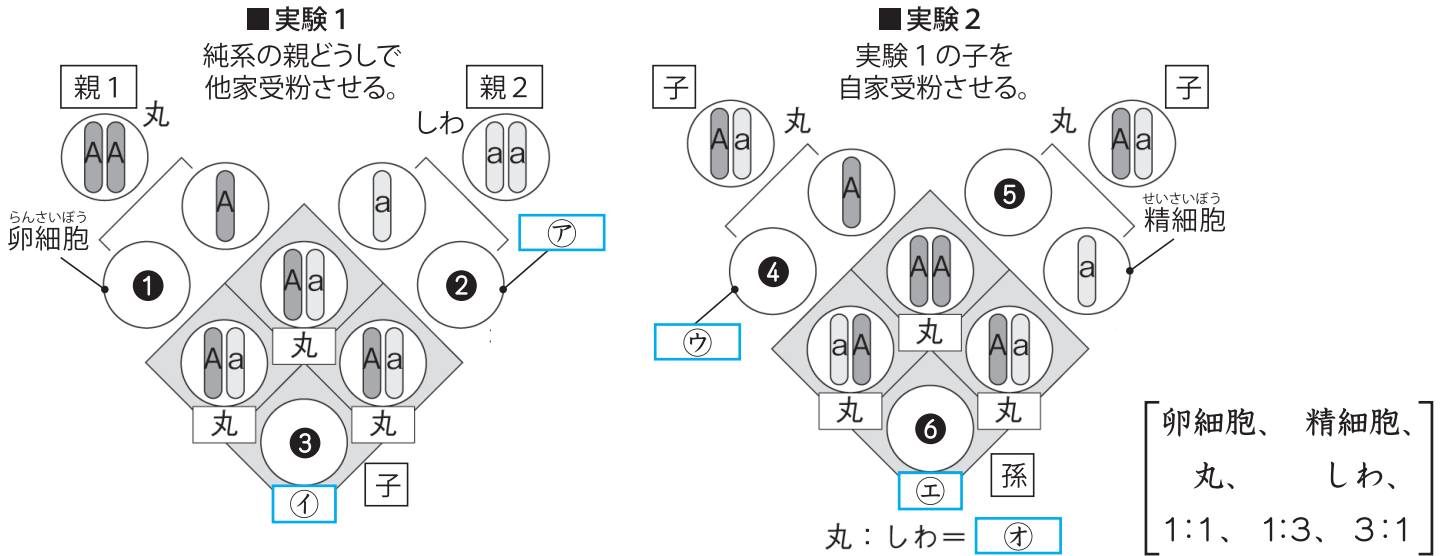 ■実験1
純系の親どうしで
他家受粉させる。
親1
丸
AA
A
らんさいぼう
卵細胞
❶
親2
しわ
aa
a
㋐
❷
Aa
丸
Aa
丸
Aa
丸
❸
㋑
子
■実験2
実験1の子を
自家受粉させる。
子
丸
Aa
A
❹
㋒
子
丸
Aa
❺
せいさいぼう
精細胞
a
AA
丸
aA
丸
Aa
丸
❻
㋓
孫
丸:しわ=㋔
卵細胞、 精細胞、
丸、 しわ、
1:1、 1:3、 3:1